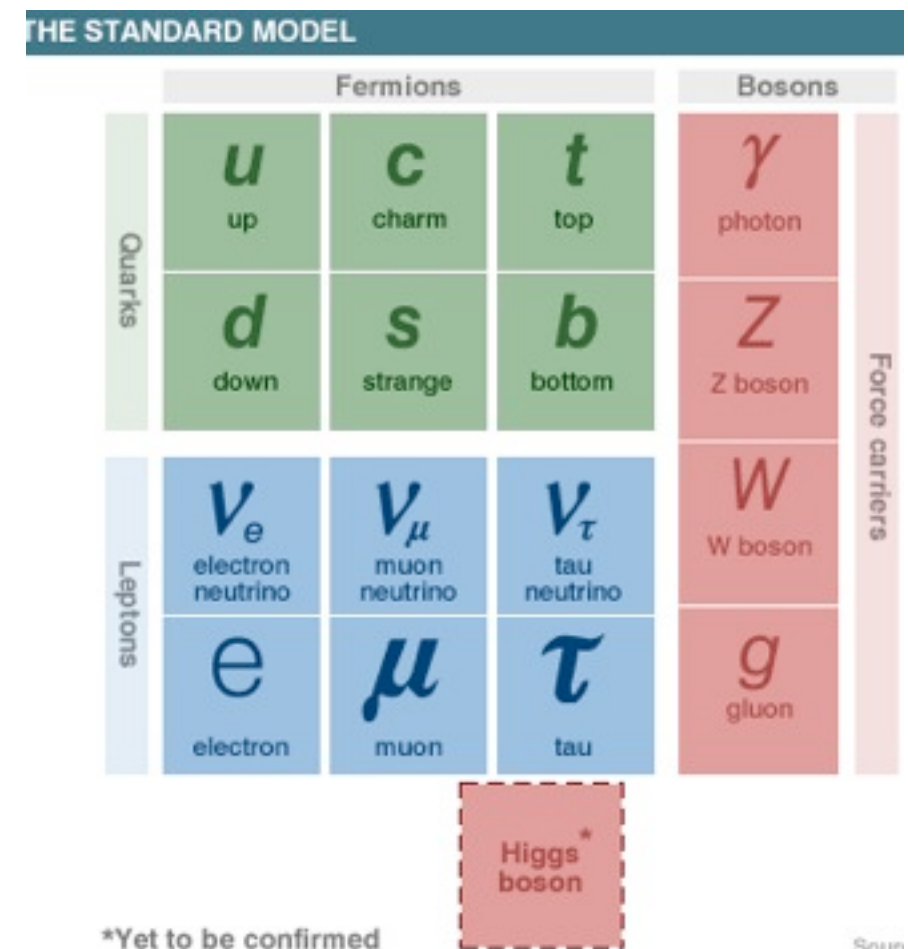 THE STANDARD MODEL
Fermions
Bosons
Quarks
u
up
c
charm
t
top
d
down
s
strange
b
bottom
Leptons
νe
electron
neutrino
νμ
muon
neutrino
ντ
tau
neutrino
e
electron
μ
muon
τ
tau
γ
photon
Z
Z boson
W
W boson
g
gluon
Force carriers
Higgs*
boson
*Yet to be confirmed